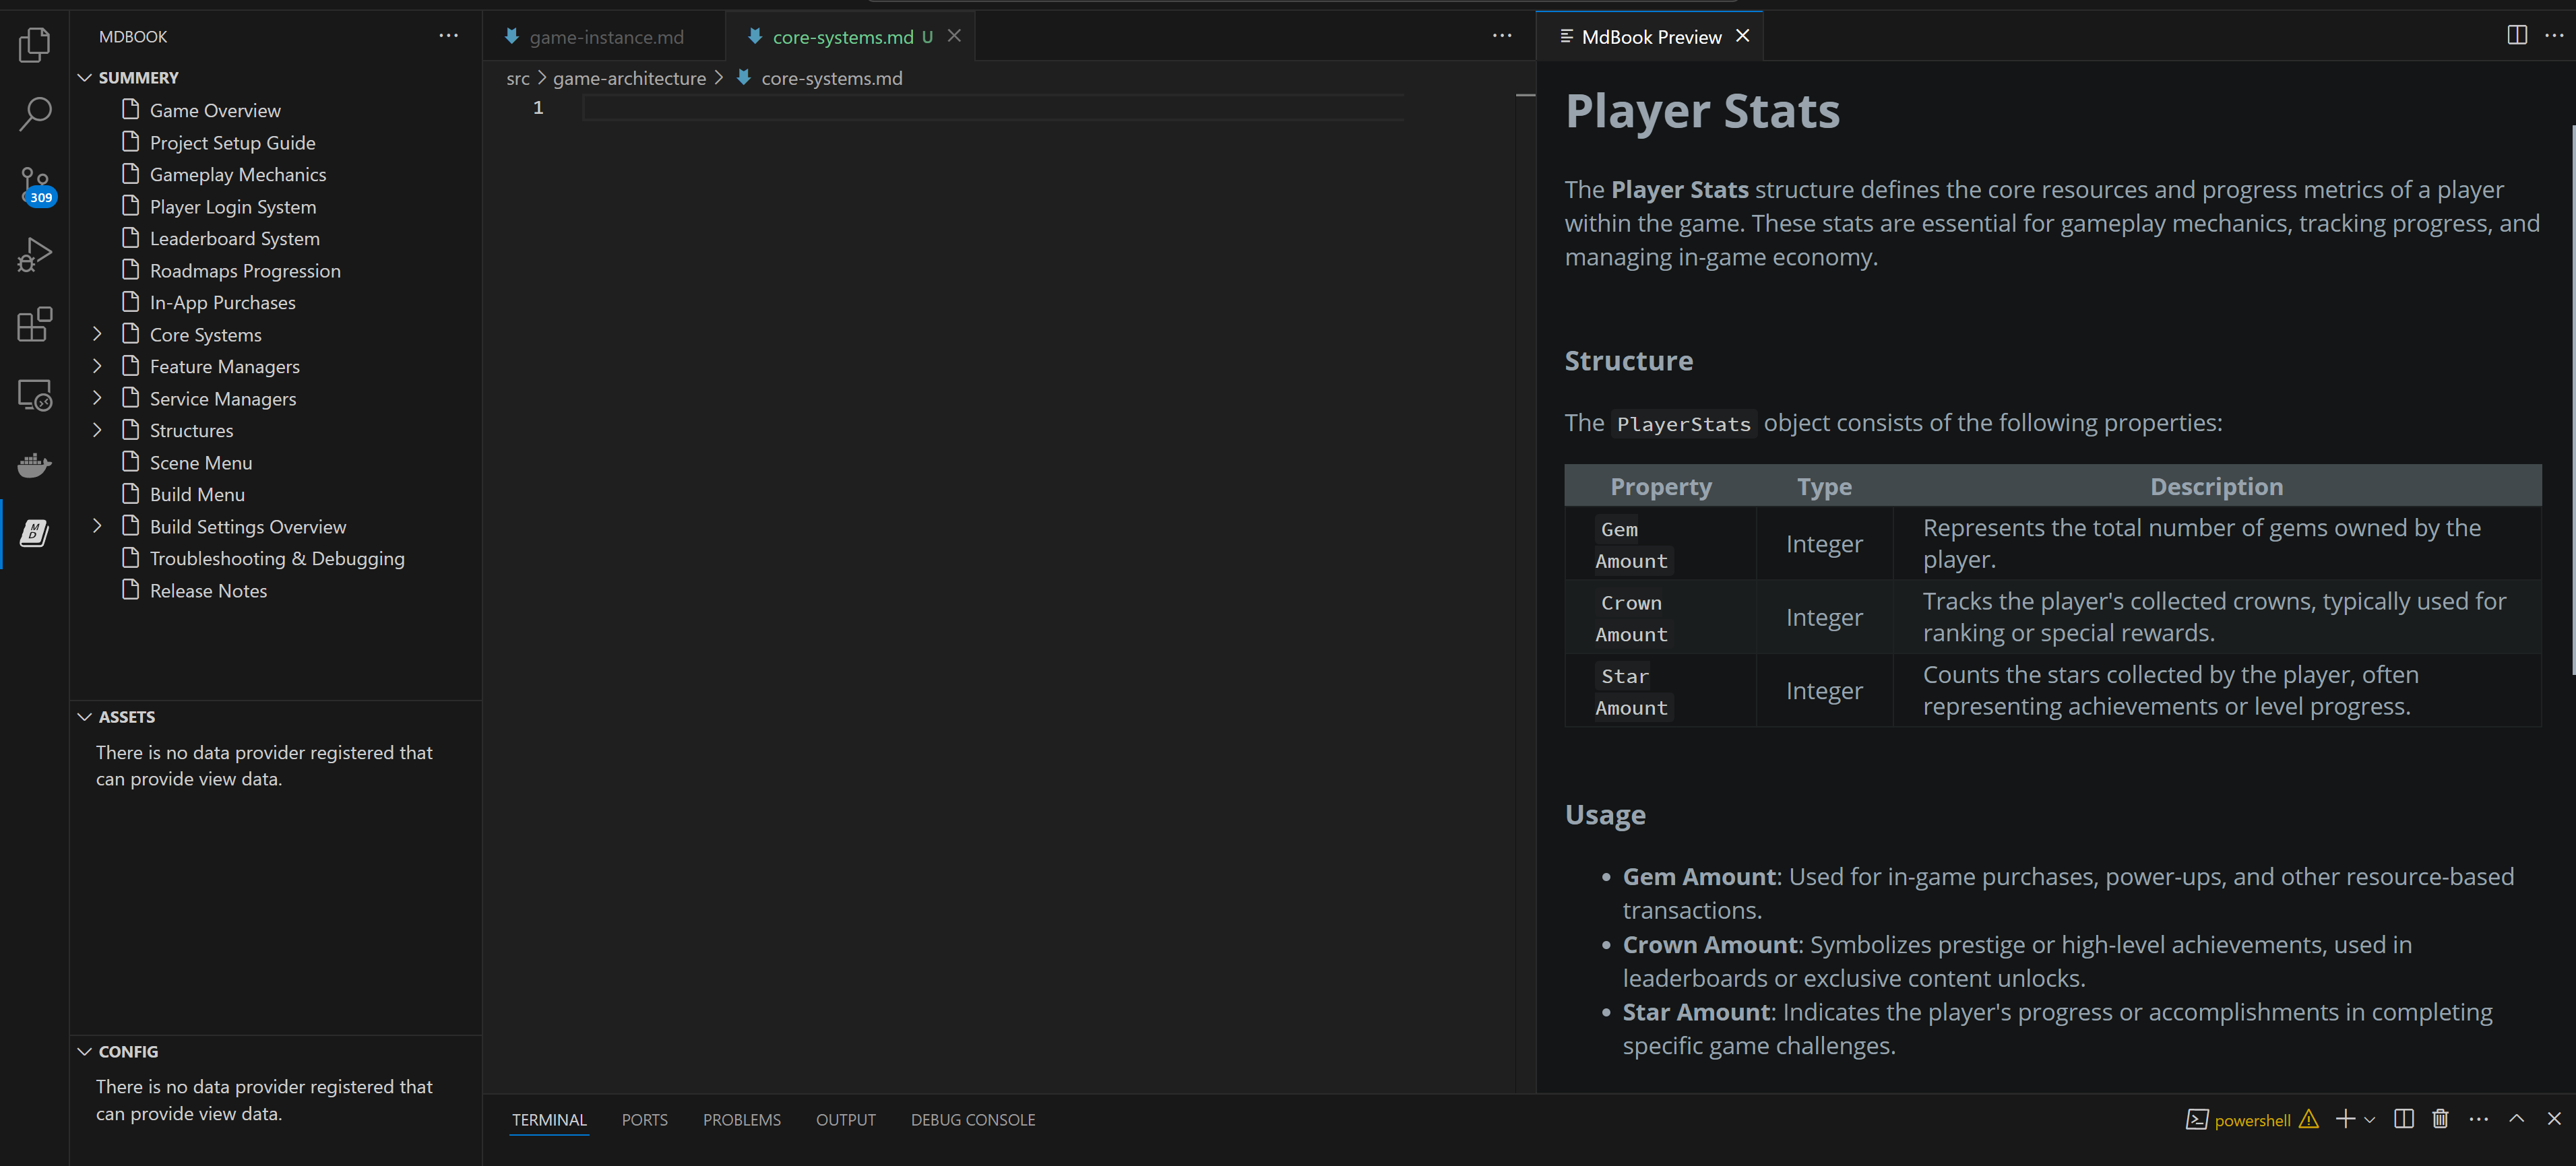 309
MDBOOK
SUMMERY
Game Overview
Project Setup Guide
Gameplay Mechanics
Player Login System
Leaderboard System
Roadmaps Progression
In-App Purchases
Core Systems
Feature Managers
Service Managers
Structures
Scene Menu
Build Menu
Build Settings Overview
Troubleshooting & Debugging
Release Notes
ASSETS
There is no data provider registered that
can provide view data.
CONFIG
There is no data provider registered that
can provide view data.
game-instance.md
core-systems.md U
src > game-architecture > core-systems.md
1
MdBook Preview
Player Stats
The Player Stats structure defines the core resources and progress metrics of a player
within the game. These stats are essential for gameplay mechanics, tracking progress, and
managing in-game economy.
Structure
The PlayerStats object consists of the following properties:
Property Type Description
Gem
Amount
Integer
Represents the total number of gems owned by the
player.
Crown
Amount
Integer
Tracks the player's collected crowns, typically used for
ranking or special rewards.
Star
Amount
Integer
Counts the stars collected by the player, often
representing achievements or level progress.
Usage
• Gem Amount: Used for in-game purchases, power-ups, and other resource-based
transactions.
• Crown Amount: Symbolizes prestige or high-level achievements, used in
leaderboards or exclusive content unlocks.
• Star Amount: Indicates the player's progress or accomplishments in completing
specific game challenges.
TERMINAL PORTS PROBLEMS OUTPUT DEBUG CONSOLE
powershell